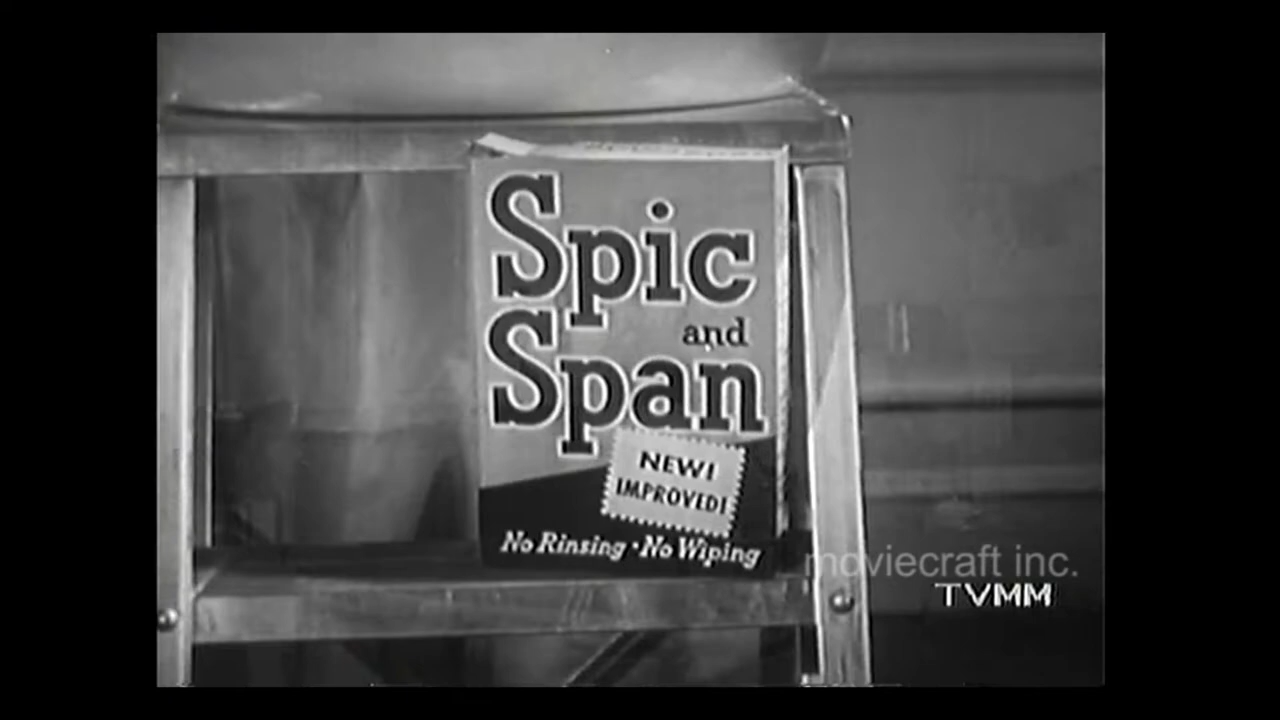 Spic
and
Span
NEW!
IMPROVED!
No Rinsing · No Wiping
moviecraft inc.
TVMM